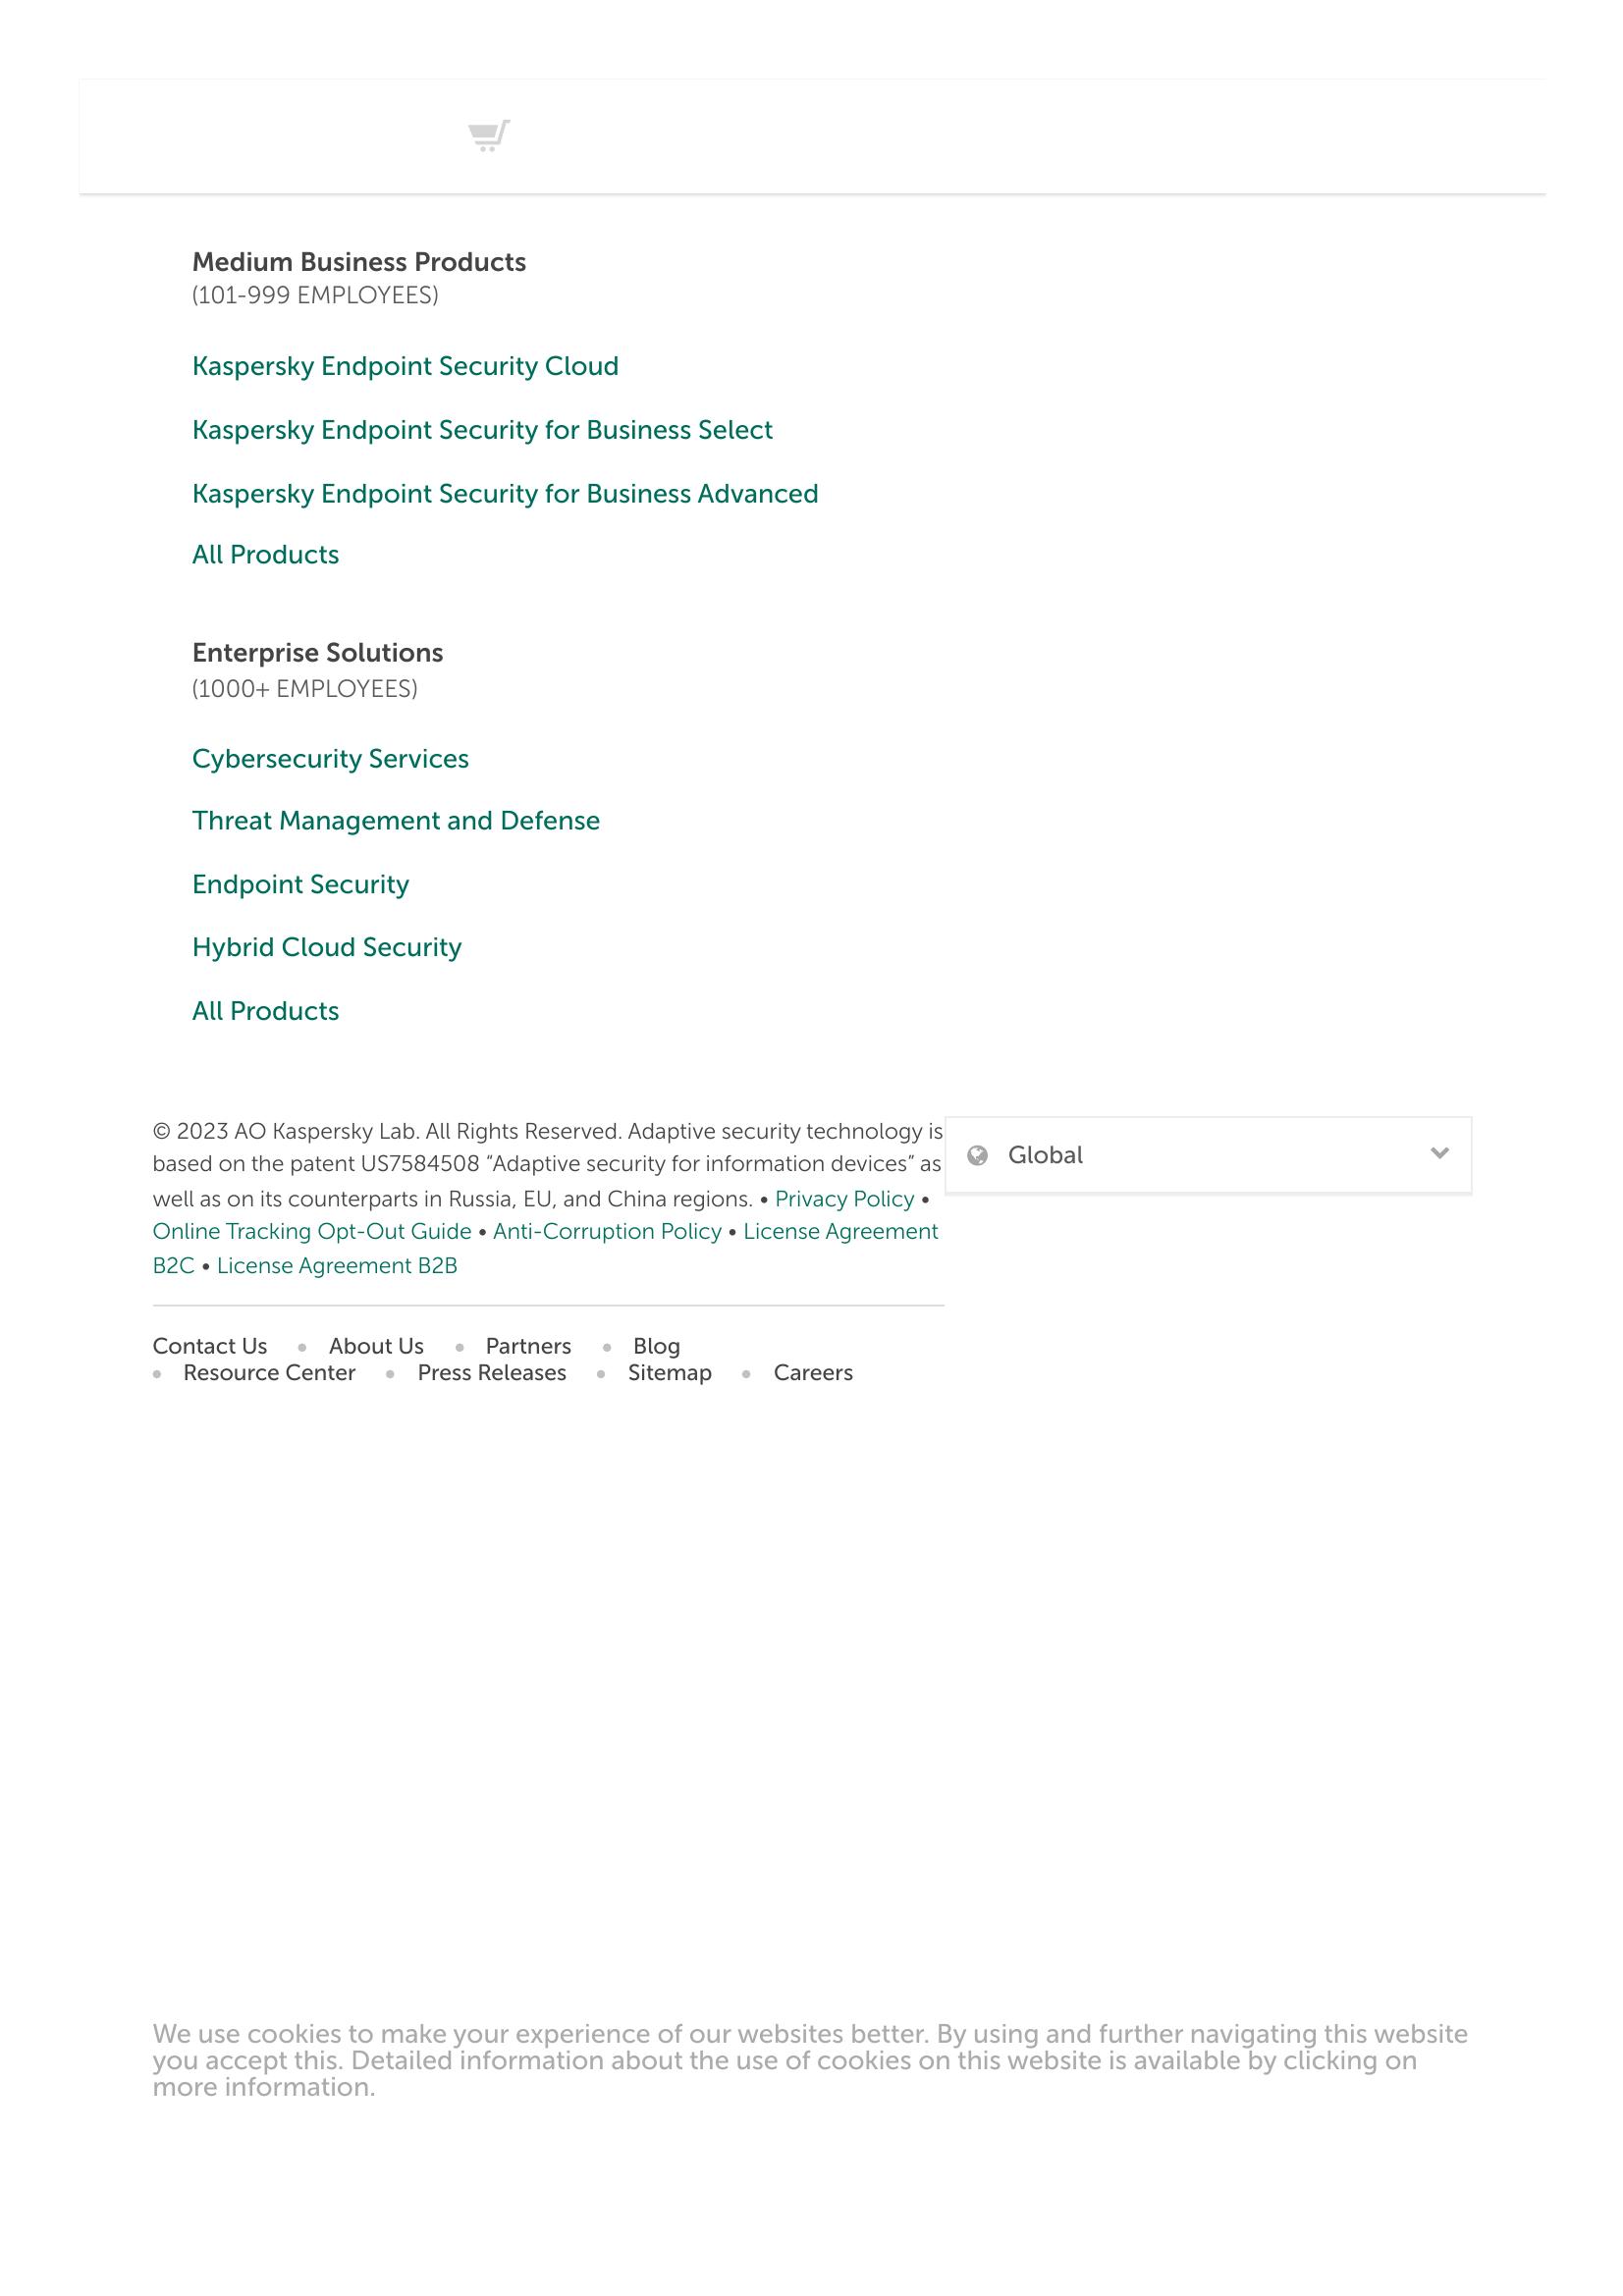 Medium Business Products
(101-999 EMPLOYEES)
Kaspersky Endpoint Security Cloud
Kaspersky Endpoint Security for Business Select
Kaspersky Endpoint Security for Business Advanced
All Products
Enterprise Solutions
(1000+ EMPLOYEES)
Cybersecurity Services
Threat Management and Defense
Endpoint Security
Hybrid Cloud Security
All Products
© 2023 AO Kaspersky Lab. All Rights Reserved. Adaptive security technology is
based on the patent US7584508 “Adaptive security for information devices” as
well as on its counterparts in Russia, EU, and China regions. • Privacy Policy •
Online Tracking Opt-Out Guide • Anti-Corruption Policy • License Agreement
B2C • License Agreement B2B
Global
Contact Us • About Us • Partners • Blog
• Resource Center • Press Releases • Sitemap • Careers
We use cookies to make your experience of our websites better. By using and further navigating this website
you accept this. Detailed information about the use of cookies on this website is available by clicking on
more information.